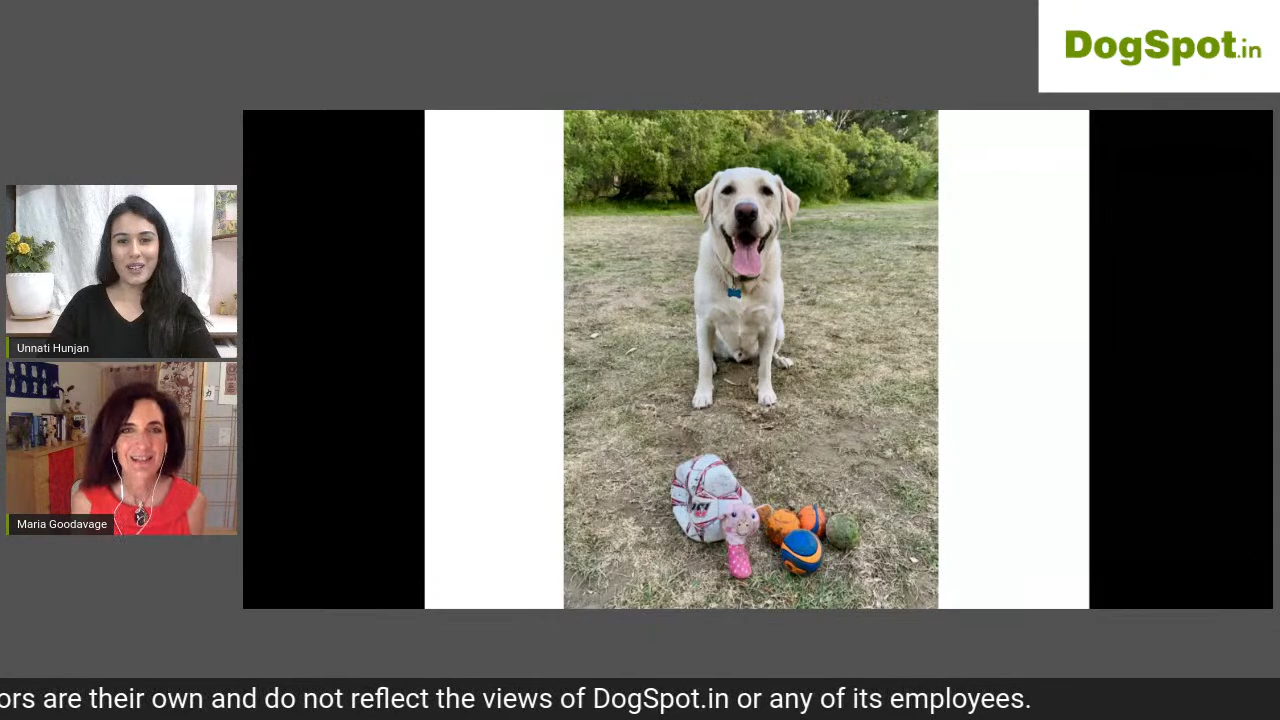 DogSpot.in
Unnati Hunjan
Maria Goodavage
ors are their own and do not reflect the views of DogSpot.in or any of its employees.